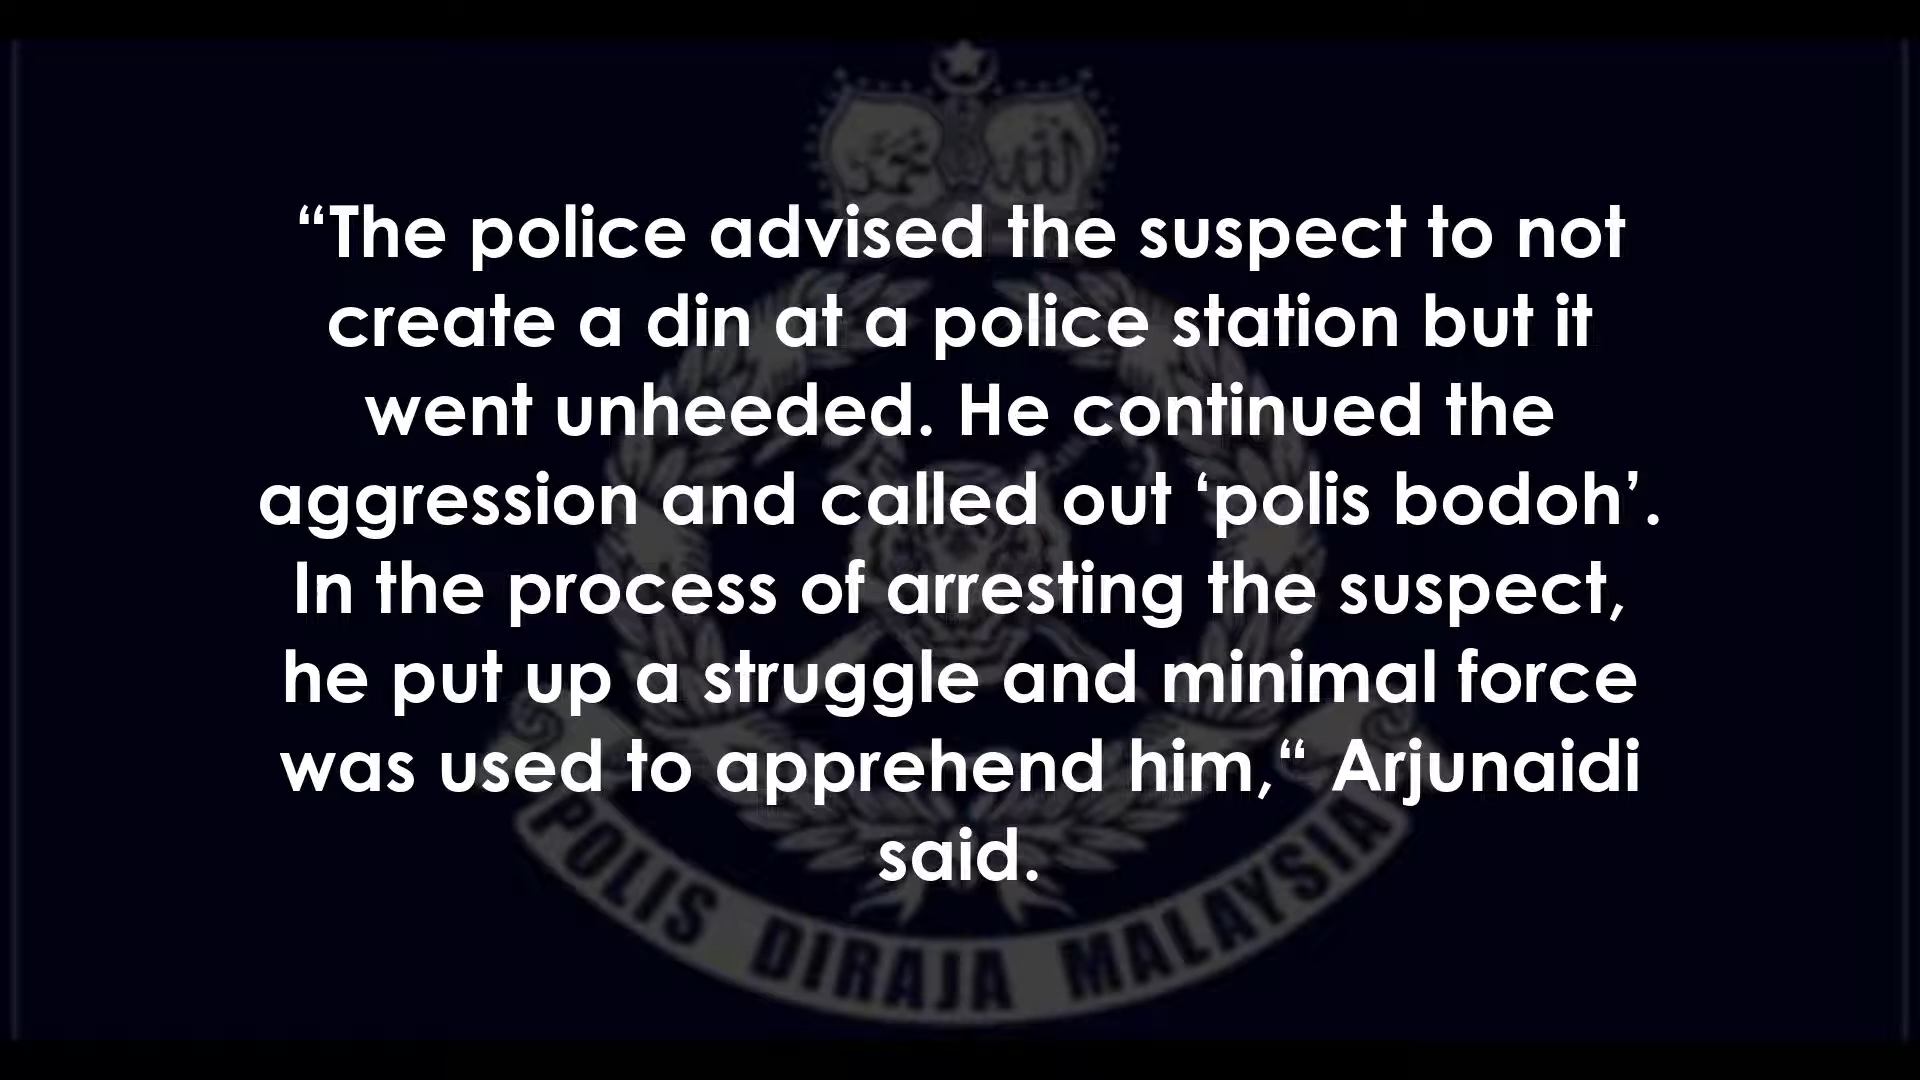 “The police advised the suspect to not
create a din at a police station but it
went unheeded. He continued the
aggression and called out ‘polis bodoh’.
In the process of arresting the suspect,
he put up a struggle and minimal force
was used to apprehend him,“ Arjunaidi
said.
POLIS DIRAJA MALAYSIA